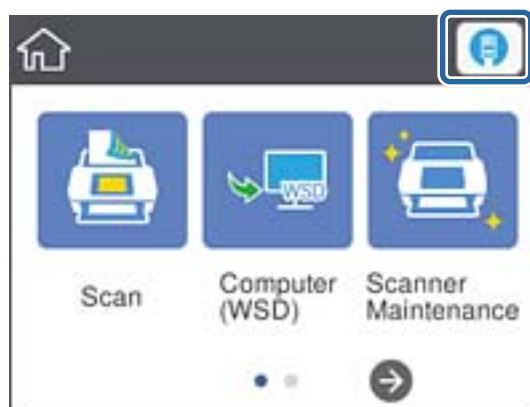 WSD
Scan
Computer
(WSD)
Scanner
Maintenance